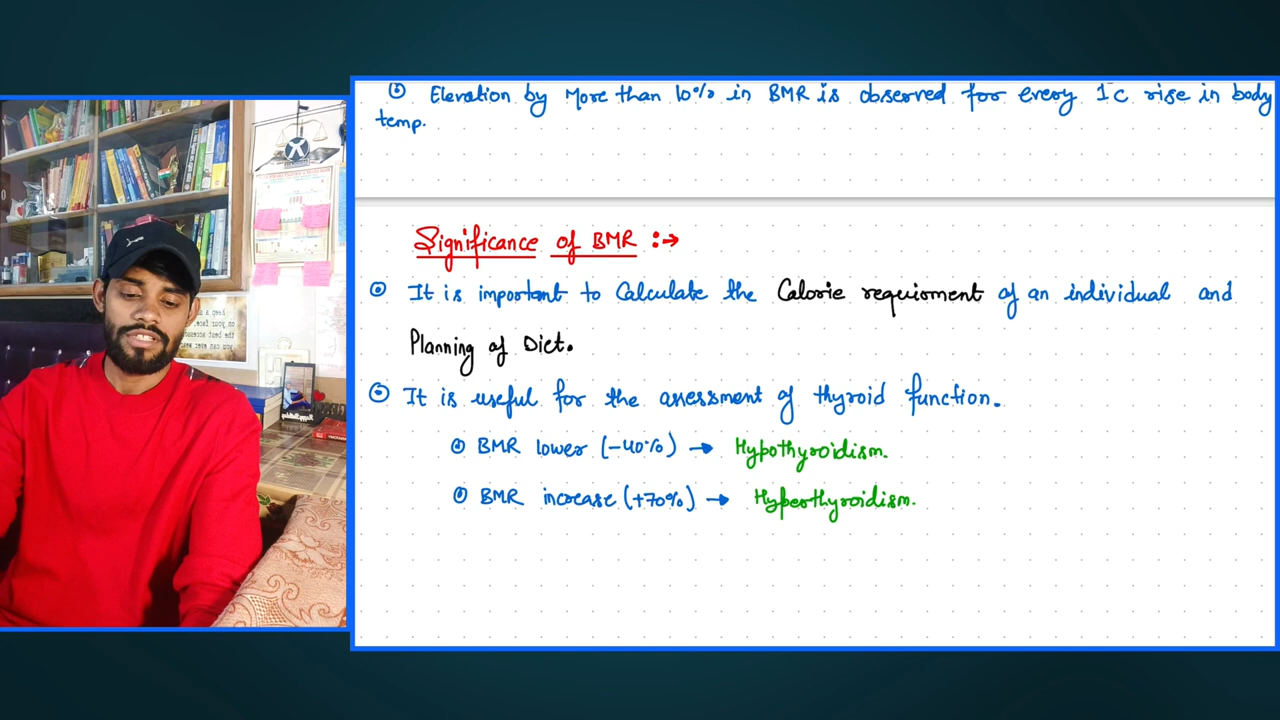 Elevation by More than 10% in BMR is observed for every 1°C rise in body
temp.
Significance of BMR :→
It is important to Calculate the Calorie requirment of an individual and
Planning of Diet.
It is useful for the assessment of thyroid function.
BMR lower (-40%) → Hypothyroidism.
BMR increase (+70%) → Hyperthyroidism.